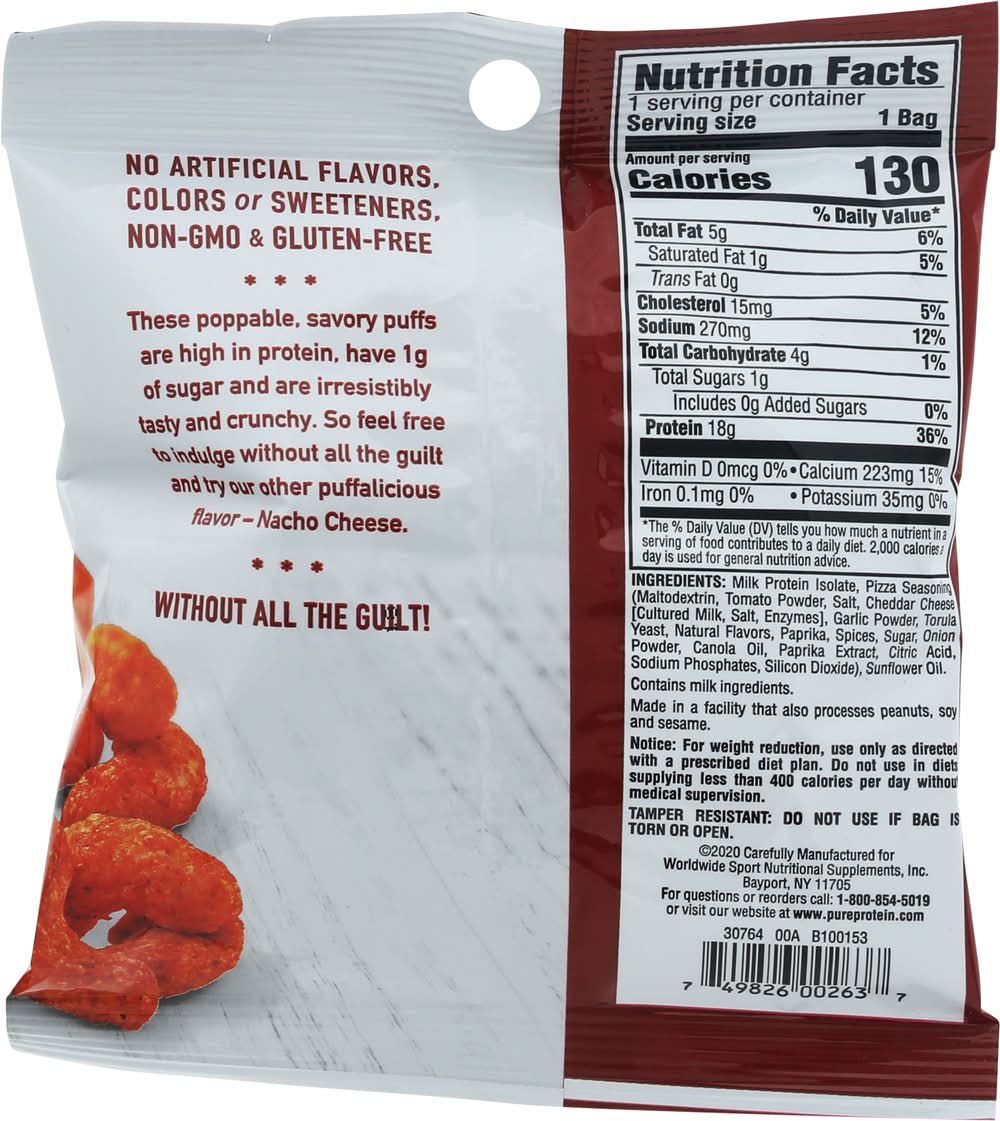 NO ARTIFICIAL FLAVORS,
COLORS or SWEETENERS,
NON-GMO & GLUTEN-FREE
* * *
These poppable, savory puffs
are high in protein, have 1g
of sugar and are irresistibly
tasty and crunchy. So feel free
to indulge without all the guilt
and try our other puffalicious
flavor – Nacho Cheese.
* * *
WITHOUT ALL THE GUILT!
Nutrition Facts
1 serving per container
Serving size 1 Bag
Amount per serving
Calories 130
% Daily Value*
Total Fat 5g 6%
Saturated Fat 1g 5%
Trans Fat 0g
Cholesterol 15mg 5%
Sodium 270mg 12%
Total Carbohydrate 4g 1%
Total Sugars 1g
Includes 0g Added Sugars 0%
Protein 18g 36%
Vitamin D 0mcg 0% • Calcium 223mg 15%
Iron 0.1mg 0% • Potassium 35mg 0%
*The % Daily Value (DV) tells you how much a nutrient in a
serving of food contributes to a daily diet. 2,000 calories a
day is used for general nutrition advice.
INGREDIENTS: Milk Protein Isolate, Pizza Seasoning
(Maltodextrin, Tomato Powder, Salt, Cheddar Cheese
[Cultured Milk, Salt, Enzymes], Garlic Powder, Torula
Yeast, Natural Flavors, Paprika, Spices, Sugar, Onion
Powder, Canola Oil, Paprika Extract, Citric Acid,
Sodium Phosphates, Silicon Dioxide), Sunflower Oil.
Contains milk ingredients.
Made in a facility that also processes peanuts, soy
and sesame.
Notice: For weight reduction, use only as directed
with a prescribed diet plan. Do not use in diets
supplying less than 400 calories per day without
medical supervision.
TAMPER RESISTANT: DO NOT USE IF BAG IS
TORN OR OPEN.
©2020 Carefully Manufactured for
Worldwide Sport Nutritional Supplements, Inc.
Bayport, NY 11705
For questions or reorders call: 1-800-854-5019
or visit our website at www.pureprotein.com
30764 00A B100153
7 49826 00263 7